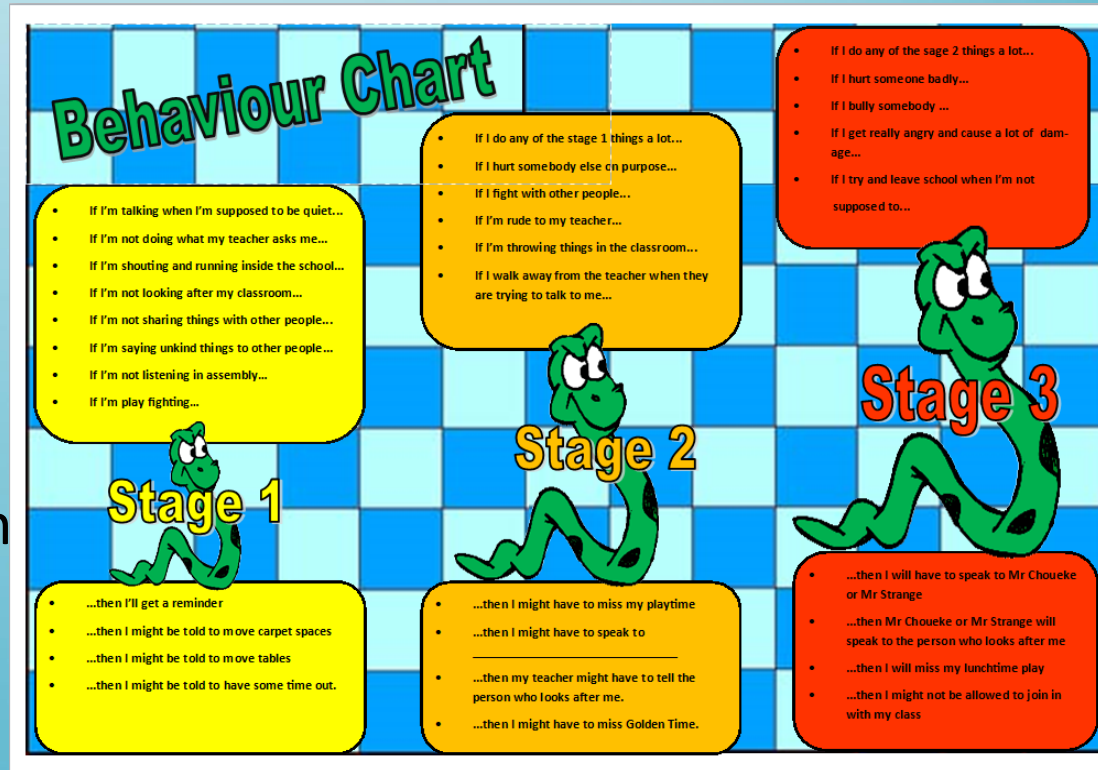 Behaviour Chart
If I'm talking when I'm supposed to be quiet...
If I'm not doing what my teacher asks me...
If I'm shouting and running inside the school...
If I'm not looking after my classroom...
If I'm not sharing things with other people...
If I'm saying unkind things to other people...
If I'm not listening in assembly...
If I'm play fighting...
Stage 1
...then I'll get a reminder
...then I might be told to move carpet spaces
...then I might be told to move tables
...then I might be told to have some time out.
If I do any of the stage 1 things a lot...
If I hurt somebody else on purpose...
If I fight with other people...
If I'm rude to my teacher...
If I'm throwing things in the classroom...
If I walk away from the teacher when they
are trying to talk to me...
Stage 2
...then I might have to miss my playtime
...then I might have to speak to
...then my teacher might have to tell the
person who looks after me.
...then I might have to miss Golden Time.
If I do any of the sage 2 things a lot...
If I hurt someone badly...
If I bully somebody ...
If I get really angry and cause a lot of dam-
age...
If I try and leave school when I'm not
supposed to...
Stage 3
...then I will have to speak to Mr Choueke
or Mr Strange
...then Mr Choueke or Mr Strange will
speak to the person who looks after me
...then I will miss my lunchtime play
...then I might not be allowed to join in
with my class